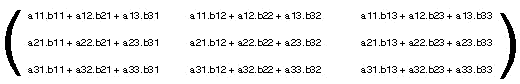 a11.b11 + a12.b21 + a13.b31 a11.b12 + a12.b22 + a13.b32 a11.b13 + a12.b23 + a13.b33
a21.b11 + a22.b21 + a23.b31 a21.b12 + a22.b22 + a23.b32 a21.b13 + a22.b23 + a23.b33
a31.b11 + a32.b21 + a33.b31 a31.b12 + a32.b22 + a33.b32 a31.b13 + a32.b23 + a33.b33